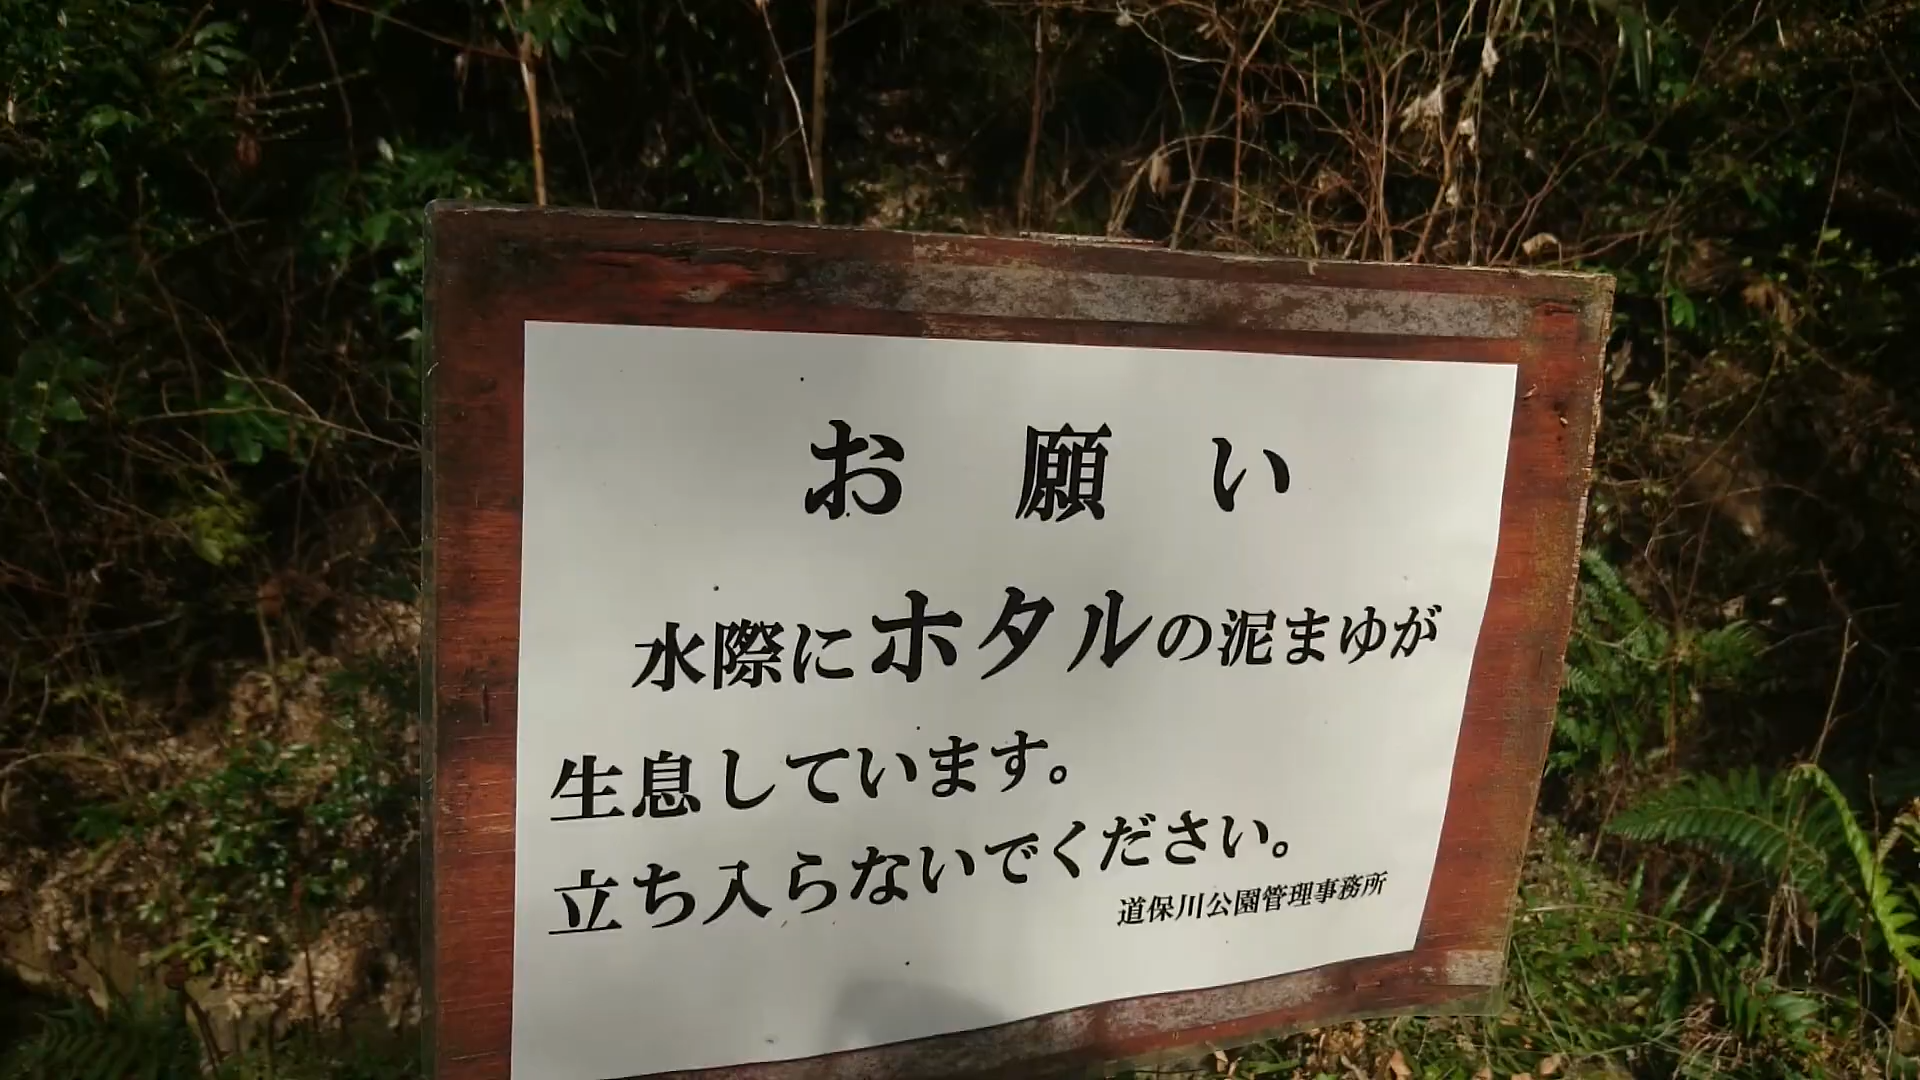 お願い
水際にホタルの泥まゆが
生息しています。
立ち入らないでください。
道保川公園管理事務所